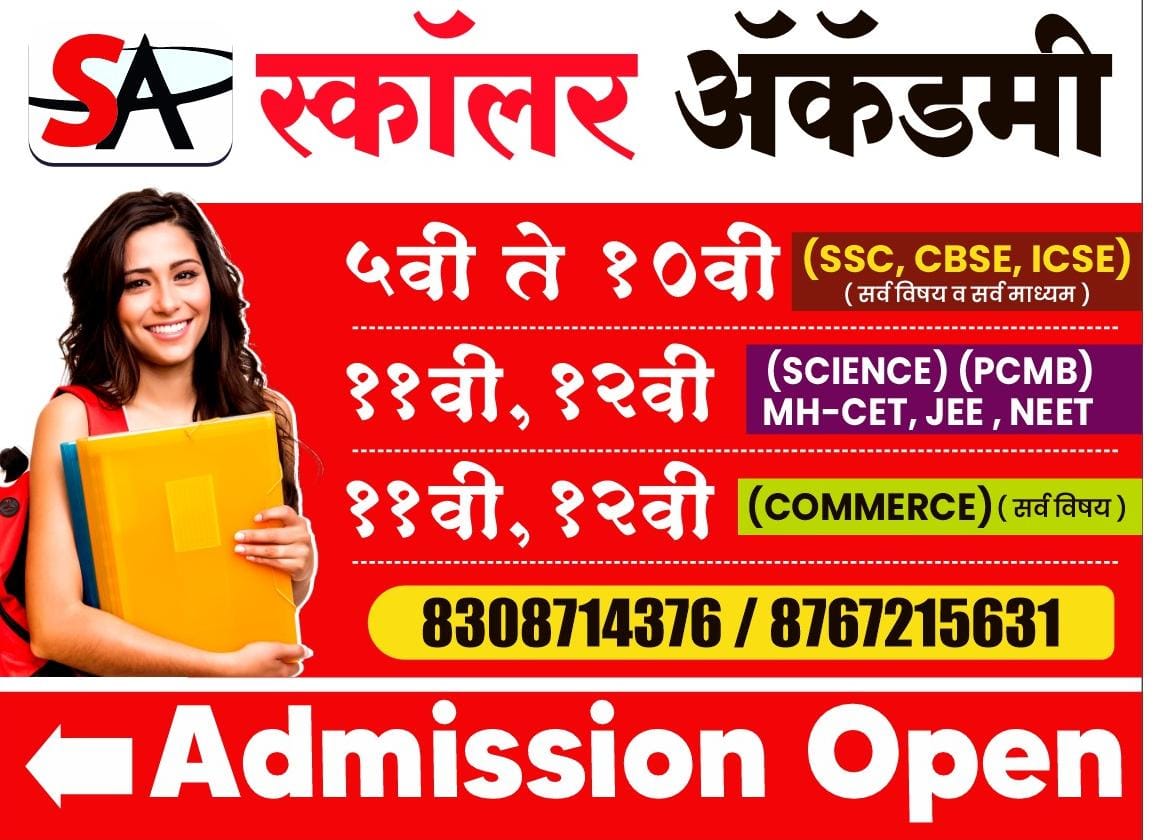 SA स्कॉलर ॲकॅडमी
५वी ते १०वी (SSC, CBSE, ICSE)
( सर्व विषय व सर्व माध्यम )
११वी, १२वी (SCIENCE) (PCMB)
MH-CET, JEE , NEET
११वी, १२वी (COMMERCE) ( सर्व विषय )
8308714376 / 8767215631
Admission Open